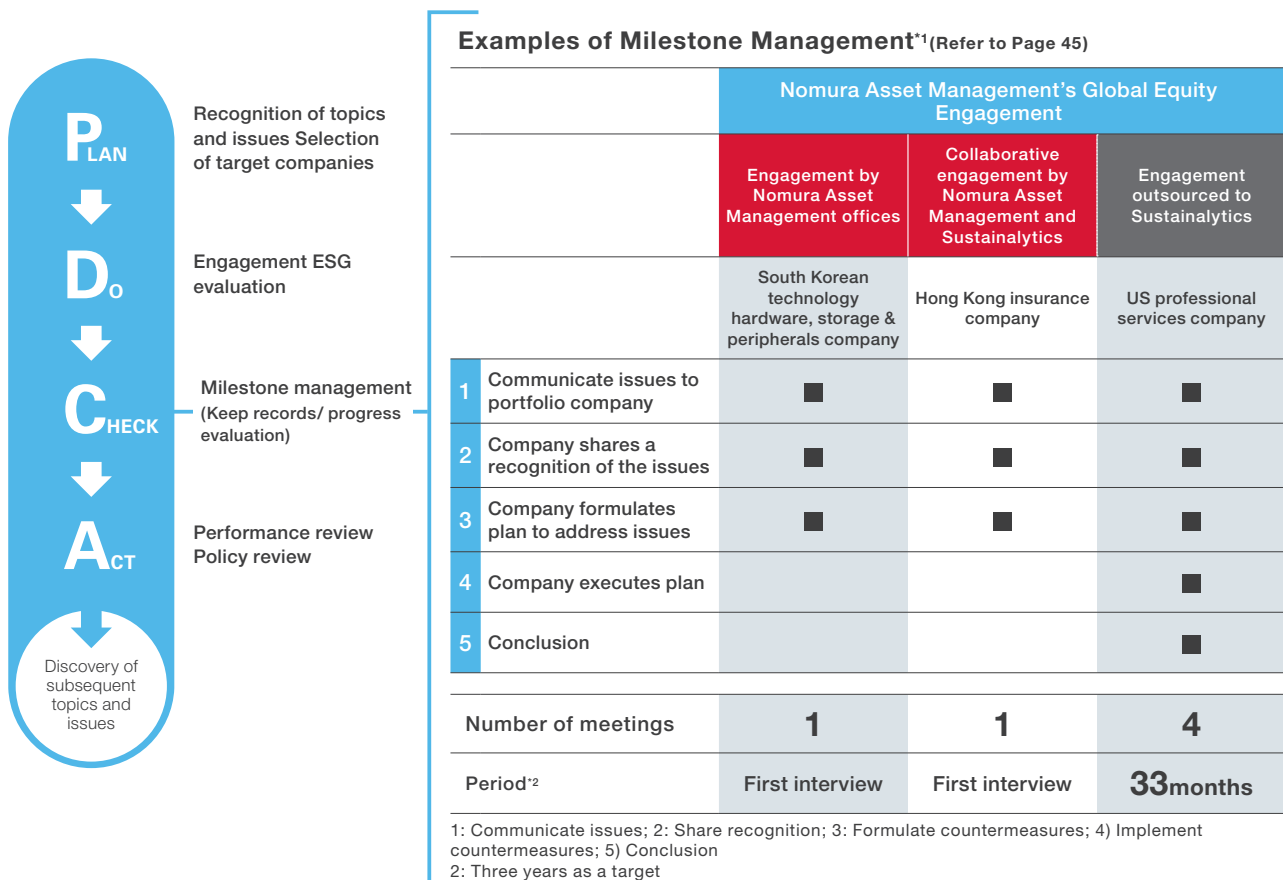 PLAN
Recognition of topics
and issues Selection
of target companies
DO
Engagement ESG
evaluation
CHECK
Milestone management
(Keep records/ progress
evaluation)
ACT
Performance review
Policy review
Discovery of
subsequent
topics and
issues
Examples of Milestone Management*1(Refer to Page 45)
Nomura Asset Management's Global Equity
Engagement
Engagement by
Nomura Asset
Management offices
Collaborative
engagement by
Nomura Asset
Management and
Sustainalytics
Engagement
outsourced to
Sustainalytics
South Korean
technology
hardware, storage &
peripherals company
Hong Kong insurance
company
US professional
services company
1 Communicate issues to
portfolio company
■ ■ ■
2 Company shares a
recognition of the issues
■ ■ ■
3 Company formulates
plan to address issues
■ ■ ■
4 Company executes plan ■
5 Conclusion ■
Number of meetings 1 1 4
Period*2 First interview First interview 33months
1: Communicate issues; 2: Share recognition; 3: Formulate countermeasures; 4) Implement
countermeasures; 5) Conclusion
2: Three years as a target